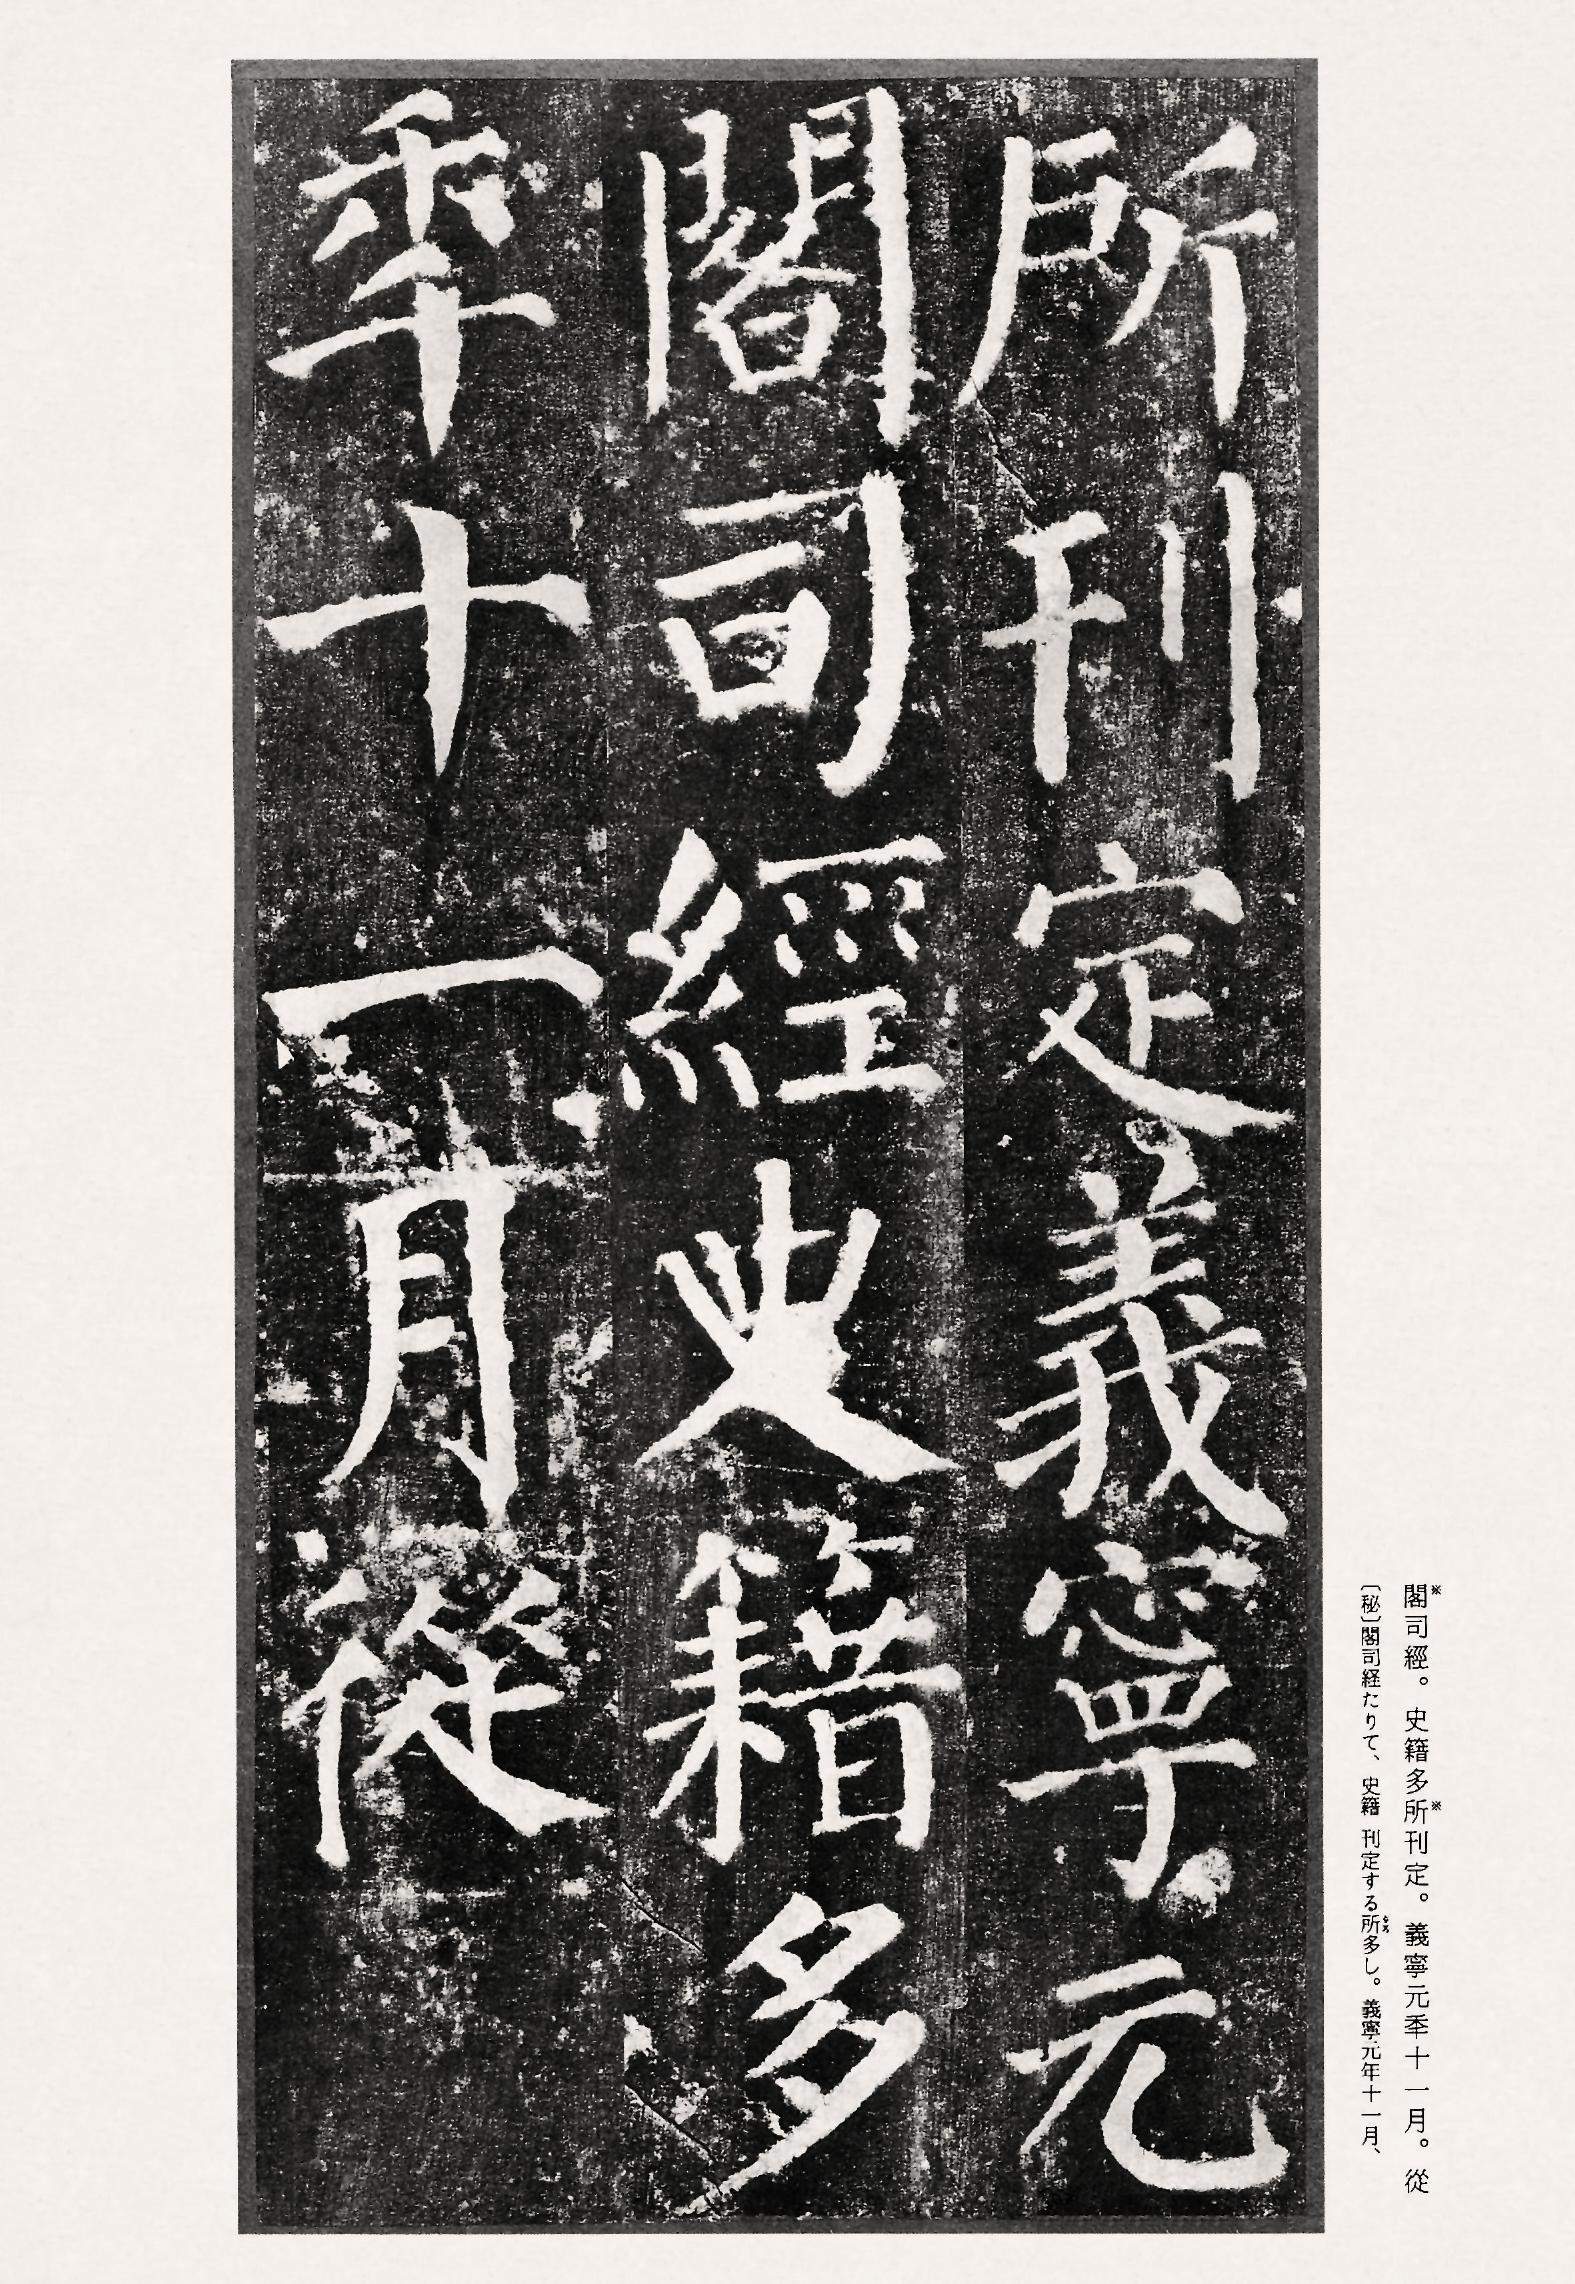 閣司經。史籍多所刊定。義寧元秊十一月。從
〔秘〕閣司経たりて、史籍 刊定する所多し。義寧元年十一月、
所刊定義寧元
閣司經史籍多
秊十一月從